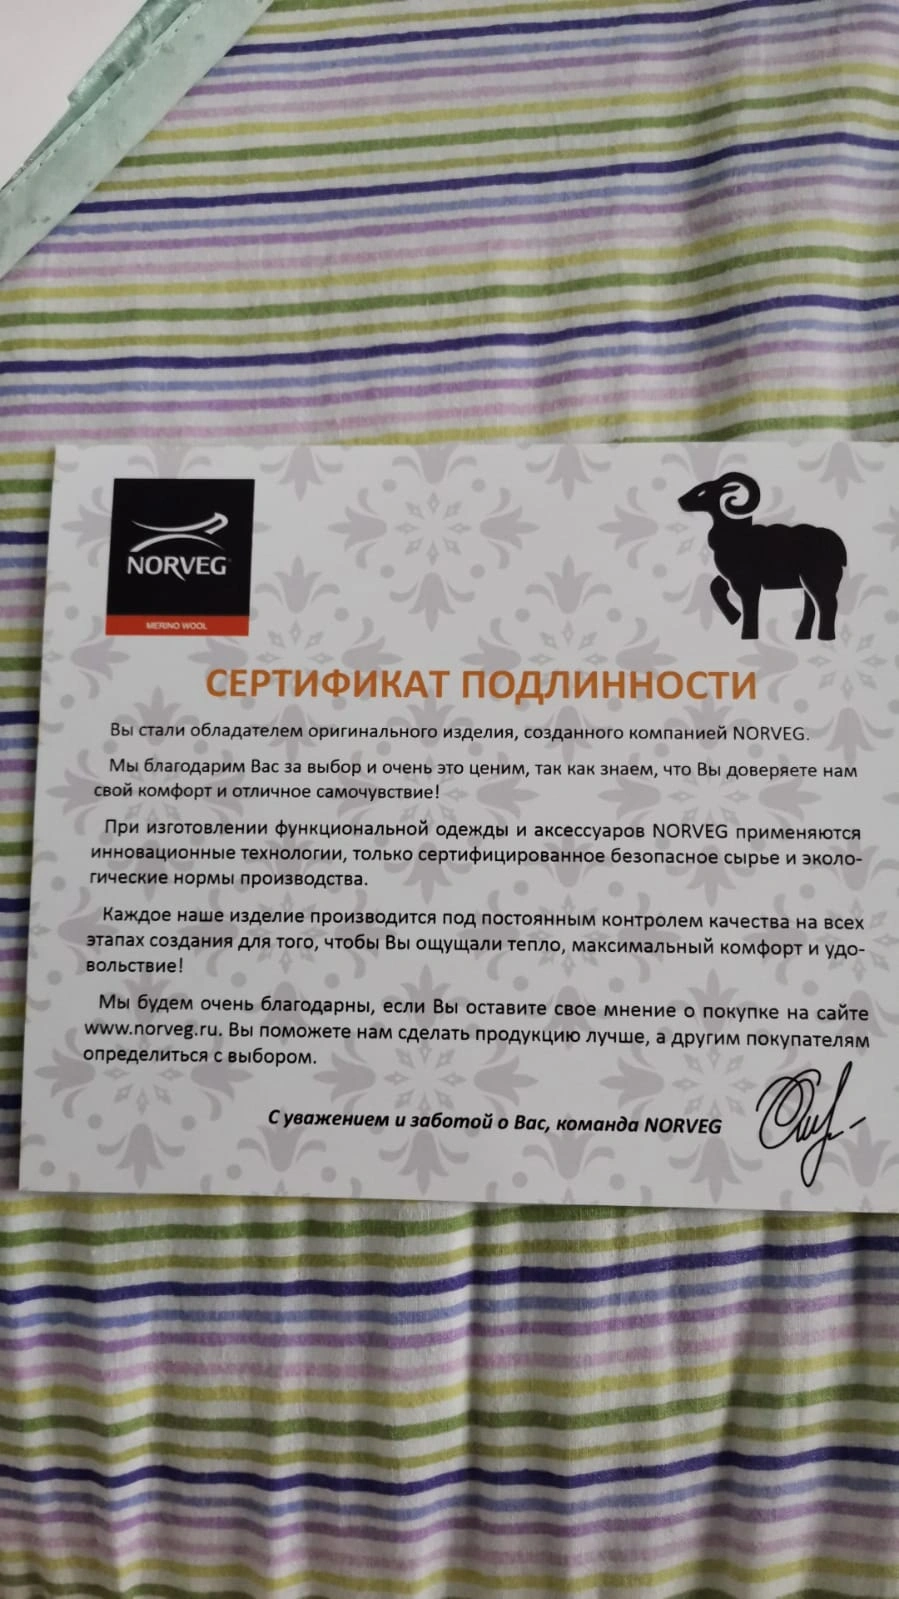 NORVEG
MERINO WOOL
СЕРТИФИКАТ ПОДЛИННОСТИ
Вы стали обладателем оригинального изделия, созданного компанией NORVEG.
Мы благодарим Вас за выбор и очень это ценим, так как знаем, что Вы доверяете нам
свой комфорт и отличное самочувствие!
При изготовлении функциональной одежды и аксессуаров NORVEG применяются
инновационные технологии, только сертифицированное безопасное сырье и эколо-
гические нормы производства.
Каждое наше изделие производится под постоянным контролем качества на всех
этапах создания для того, чтобы Вы ощущали тепло, максимальный комфорт и удо-
вольствие!
Мы будем очень благодарны, если Вы оставите свое мнение о покупке на сайте
www.norveg.ru. Вы поможете нам сделать продукцию лучше, а другим покупателям
определиться с выбором.
С уважением и заботой о Вас, команда NORVEG